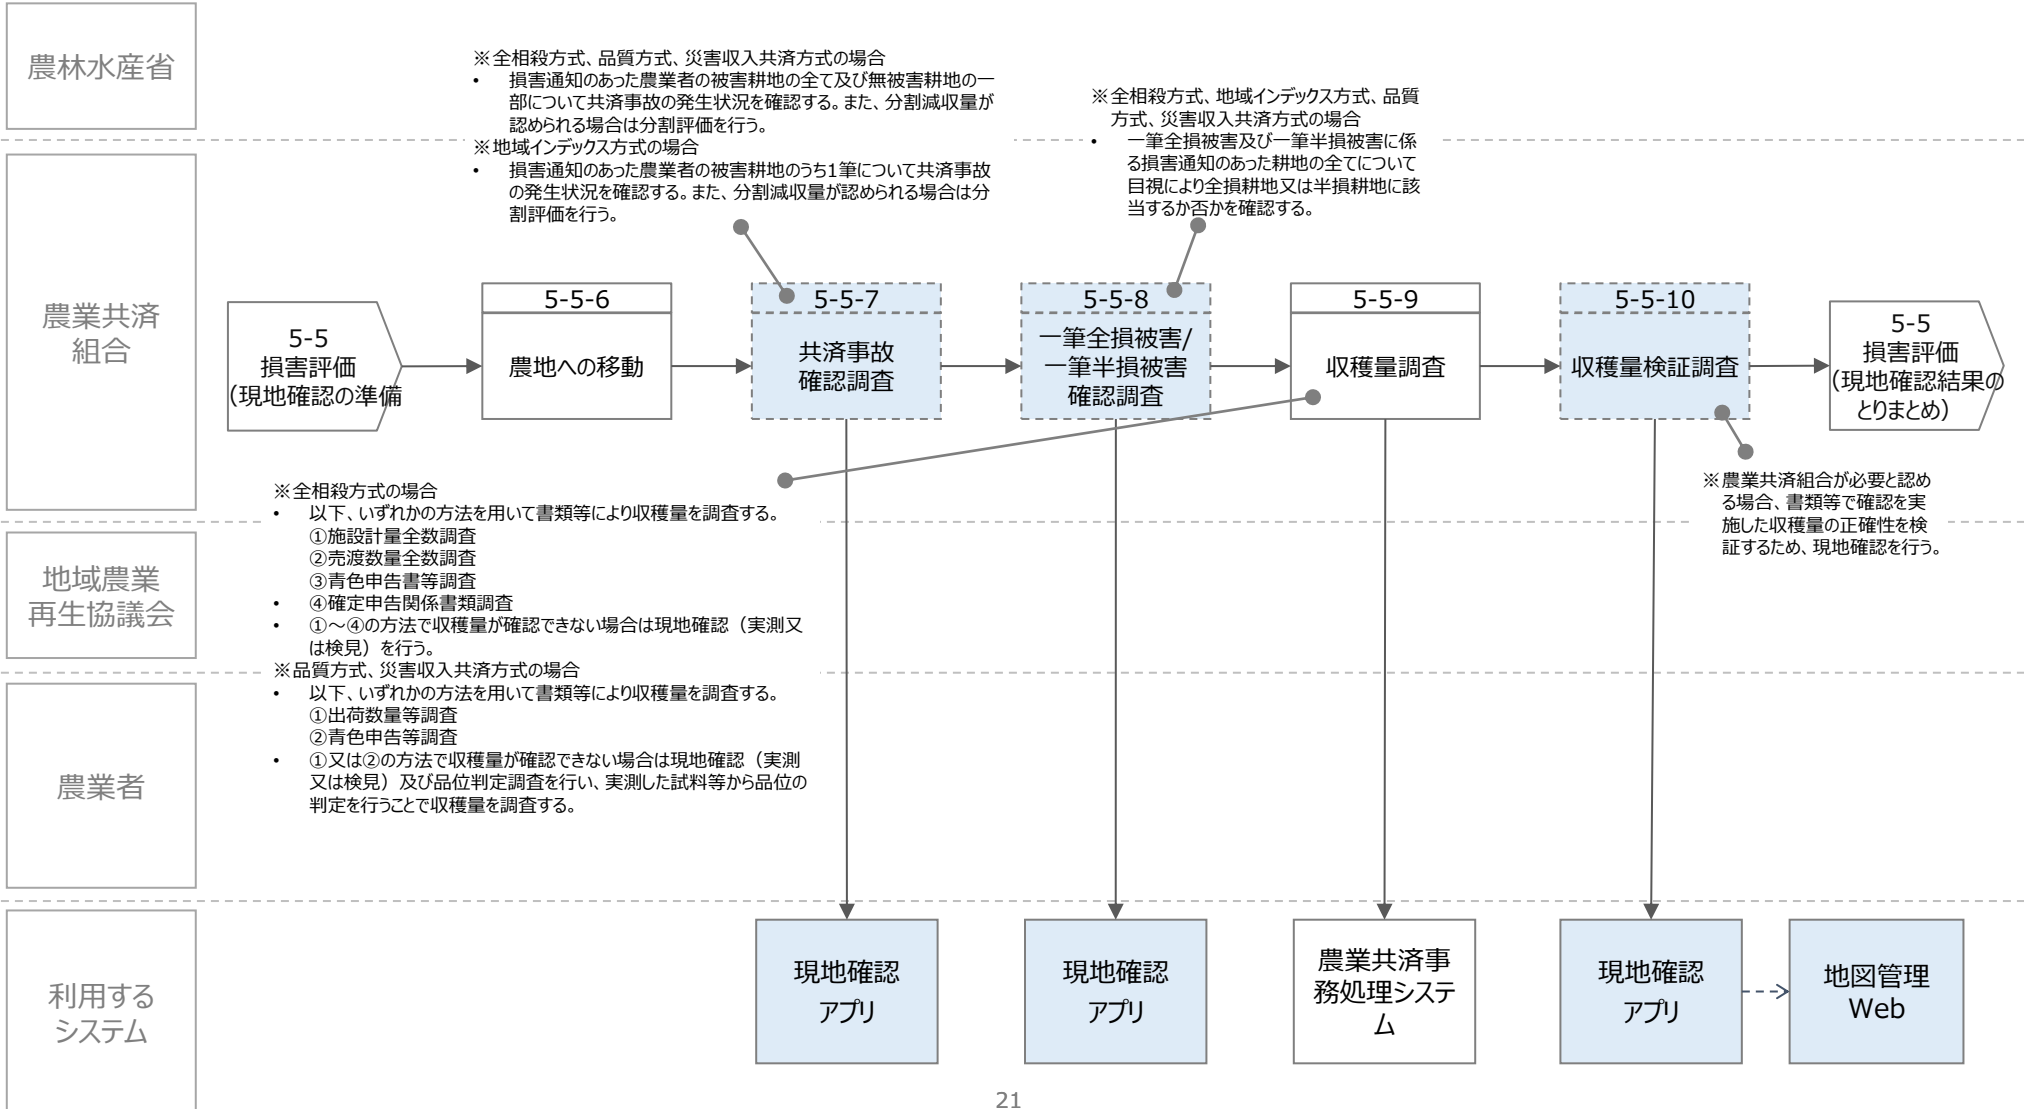 農林水産省
※全相殺方式、品質方式、災害収入共済方式の場合
• 損害通知のあった農業者の被害耕地の全て及び無被害耕地の一
部について共済事故の発生状況を確認する。また、分割減収量が
認められる場合は分割評価を行う。
※地域インデックス方式の場合
• 損害通知のあった農業者の被害耕地のうち1筆について共済事故
の発生状況を確認する。また、分割減収量が認められる場合は分
割評価を行う。
※全相殺方式、地域インデックス方式、品質
方式、災害収入共済方式の場合
• 一筆全損被害及び一筆半損被害に係
る損害通知のあった耕地の全てについて
目視により全損耕地又は半損耕地に該
当するか否かを確認する。
農業共済
組合
5-5
損害評価
(現地確認の準備
5-5-6
農地への移動
5-5-7
共済事故
確認調査
5-5-8
一筆全損被害/
一筆半損被害
確認調査
5-5-9
収穫量調査
5-5-10
収穫量検証調査
5-5
損害評価
(現地確認結果の
とりまとめ)
※全相殺方式の場合
• 以下、いずれかの方法を用いて書類等により収穫量を調査する。
①施設計量全数調査
②売渡数量全数調査
③青色申告書等調査
• ④確定申告関係書類調査
• ①～④の方法で収穫量が確認できない場合は現地確認（実測又
は検見）を行う。
※品質方式、災害収入共済方式の場合
• 以下、いずれかの方法を用いて書類等により収穫量を調査する。
①出荷数量等調査
②青色申告等調査
• ①又は②の方法で収穫量が確認できない場合は現地確認（実測
又は検見）及び品位判定調査を行い、実測した試料等から品位の
判定を行うことで収穫量を調査する。
※農業共済組合が必要と認め
る場合、書類等で確認を実
施した収穫量の正確性を検
証するため、現地確認を行う。
地域農業
再生協議会
農業者
利用する
システム
現地確認
アプリ
現地確認
アプリ
農業共済事
務処理システ
ム
現地確認
アプリ
地図管理
Web
21